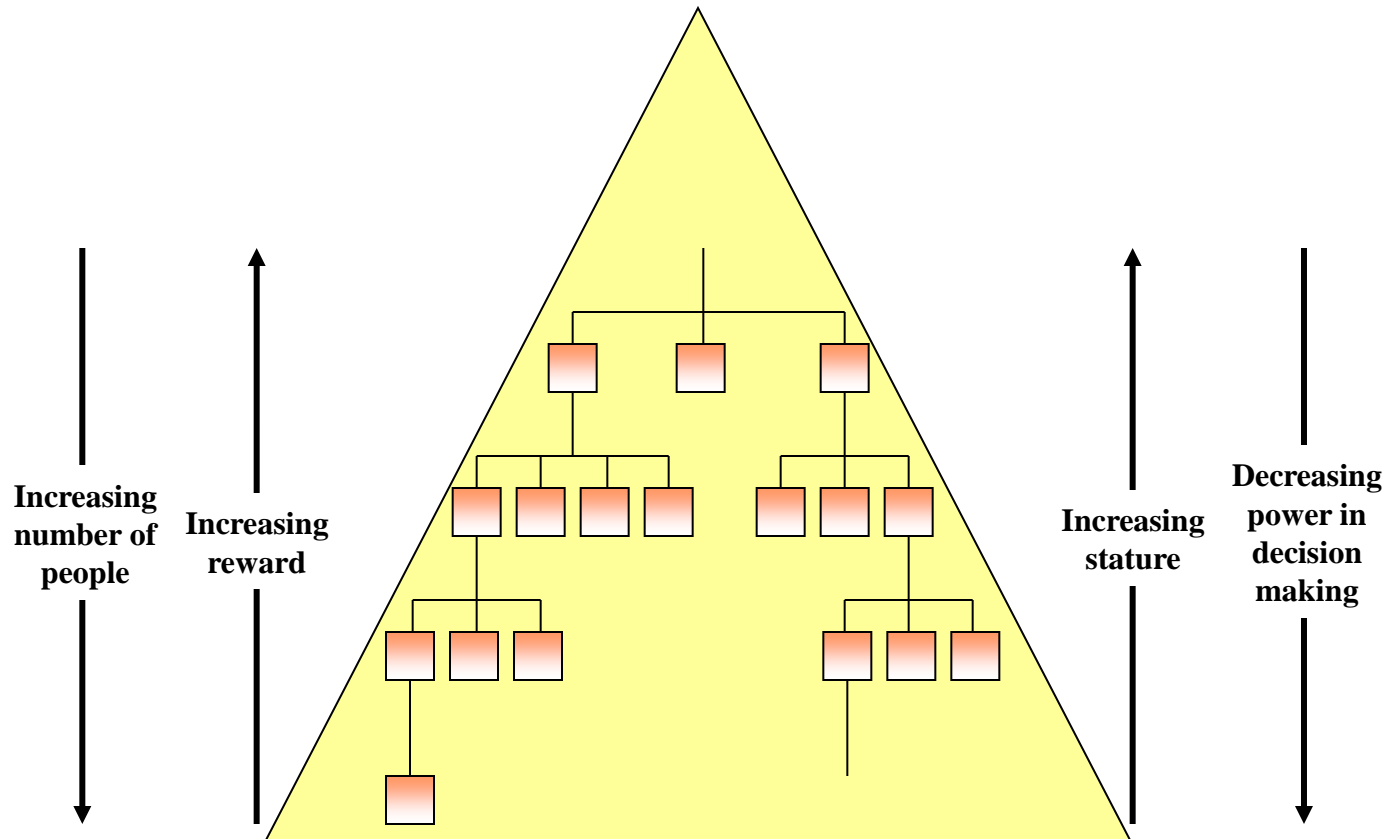 Increasing
number of
people
Increasing
reward
Increasing
stature
Decreasing
power in
decision
making